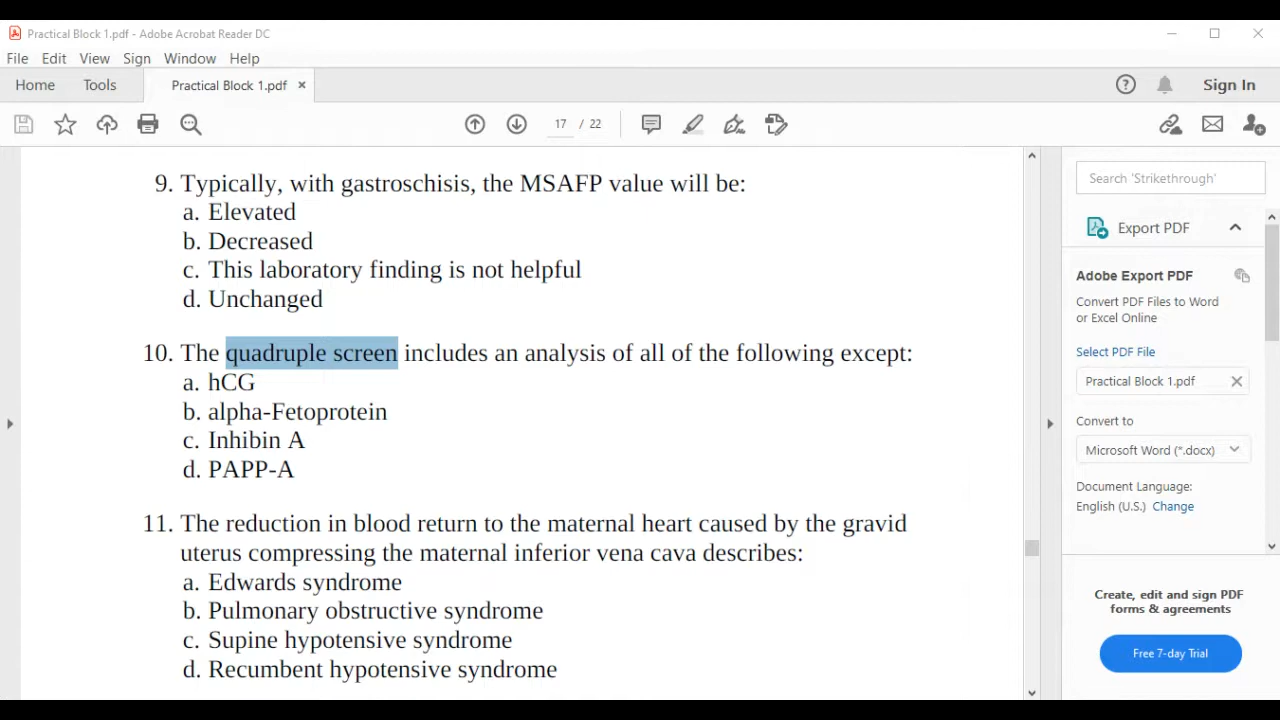 Practical Block 1.pdf - Adobe Acrobat Reader DC
File Edit View Sign Window Help
Home Tools Practical Block 1.pdf × Sign In
17 / 22
9. Typically, with gastroschisis, the MSAFP value will be:
a. Elevated
b. Decreased
c. This laboratory finding is not helpful
d. Unchanged
10. The quadruple screen includes an analysis of all of the following except:
a. hCG
b. alpha-Fetoprotein
c. Inhibin A
d. PAPP-A
11. The reduction in blood return to the maternal heart caused by the gravid
uterus compressing the maternal inferior vena cava describes:
a. Edwards syndrome
b. Pulmonary obstructive syndrome
c. Supine hypotensive syndrome
d. Recumbent hypotensive syndrome
Search 'Strikethrough'
Export PDF
Adobe Export PDF
Convert PDF Files to Word
or Excel Online
Select PDF File
Practical Block 1.pdf
Convert to
Microsoft Word (*.docx)
Document Language:
English (U.S.) Change
Create, edit and sign PDF
forms & agreements
Free 7-day Trial